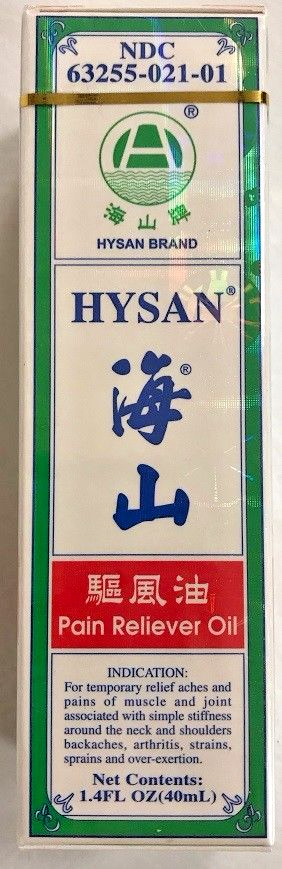 NDC
63255-021-01
®
海山牌
HYSAN BRAND
HYSAN®
海®
山
驅風油
Pain Reliever Oil
INDICATION:
For temporary relief aches and
pains of muscle and joint
associated with simple stiffness
around the neck and shoulders
backaches, arthritis, strains,
sprains and over-exertion.
Net Contents:
1.4FL OZ(40mL)